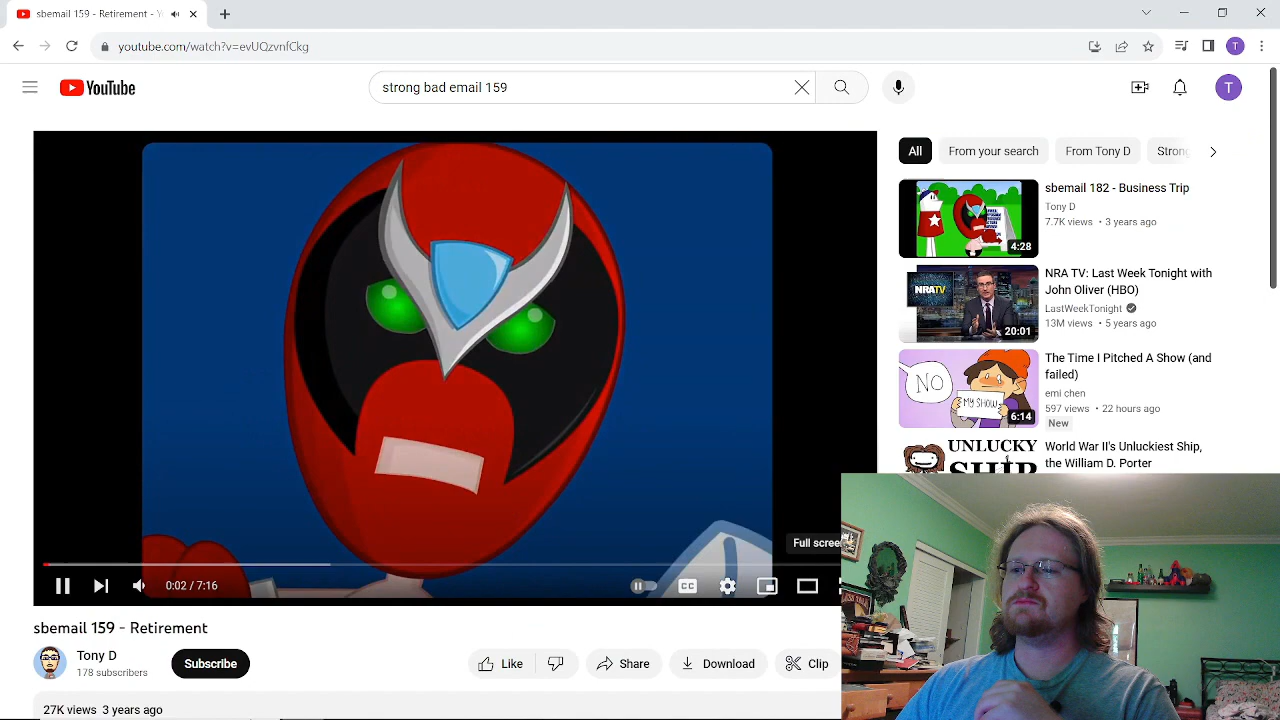 sbemail 159 - Retirement - Y
youtube.com/watch?v=evUQzvnfCkg
T
YouTube
strong bad email 159
T
All
From your search
From Tony D
Strong
sbemail 182 - Business Trip
Tony D
7.7K views • 3 years ago
4:28
NRATV
NRA TV: Last Week Tonight with
John Oliver (HBO)
LastWeekTonight
13M views • 5 years ago
20:01
NO
MY SHOW
The Time I Pitched A Show (and
failed)
emi chen
597 views • 22 hours ago
New
6:14
UNLUCKY
SHIP
World War II's Unluckiest Ship,
the William D. Porter
Full scree
0:02 / 7:16
CC
sbemail 159 - Retirement
Tony D
178 subscribers
Subscribe
Like
Share
Download
Clip
27K views 3 years ago